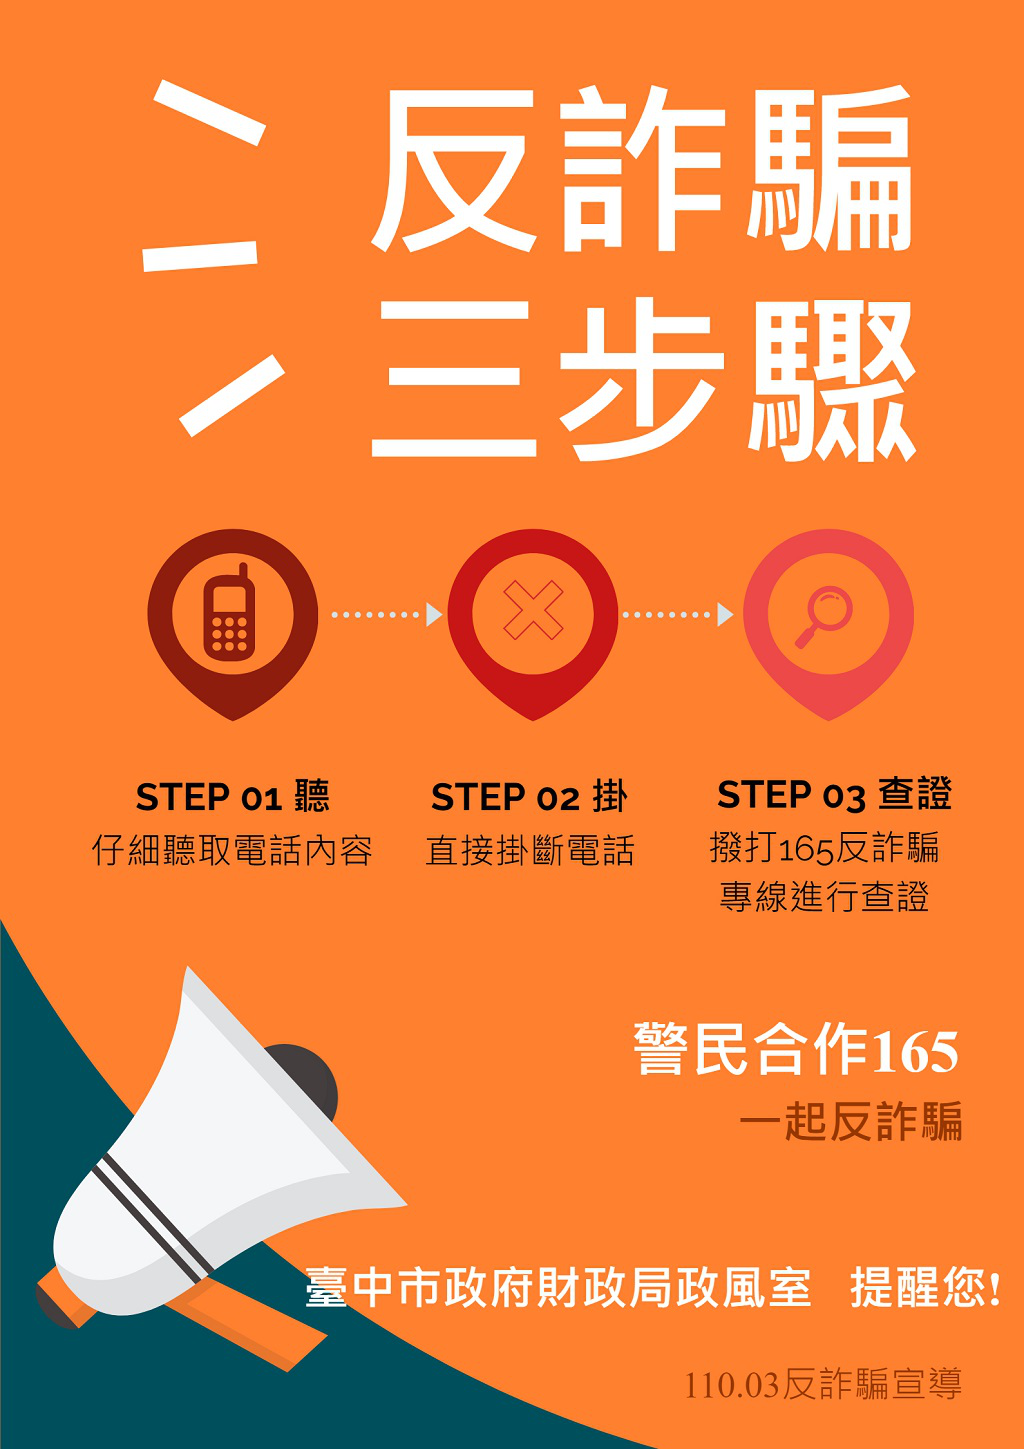 反詐騙
三步驟
STEP 01 聽
仔細聽取電話內容
STEP 02 掛
直接掛斷電話
STEP 03 查證
撥打165反詐騙
專線進行查證
警民合作165
一起反詐騙
臺中市政府財政局政風室 提醒您!
110.03反詐騙宣導